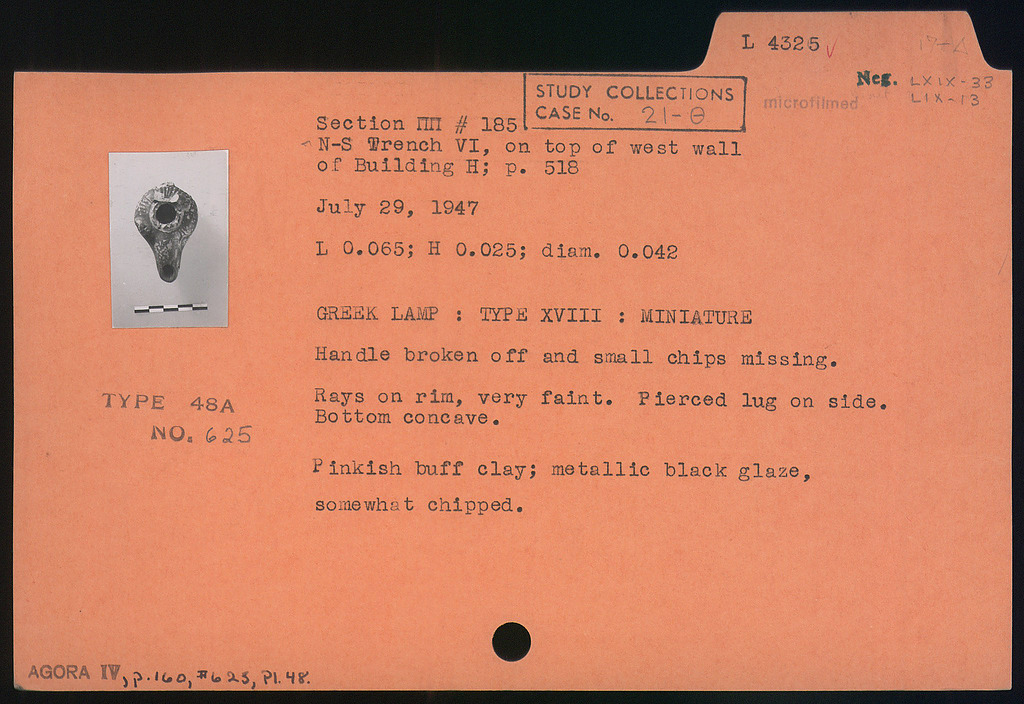 L 4325 √
Neg. LXIX-33
LIX-13
microfilmed
STUDY COLLECTIONS
CASE No. 21-Θ
Section ΠΠ # 185
N-S Trench VI, on top of west wall
of Building H; p. 518
July 29, 1947
L 0.065; H 0.025; diam. 0.042
GREEK LAMP : TYPE XVIII : MINIATURE
Handle broken off and small chips missing.
Rays on rim, very faint. Pierced lug on side.
Bottom concave.
TYPE 48A
NO. 625
Pinkish buff clay; metallic black glaze,
somewhat chipped.
AGORA IV, p. 160, #625, Pl. 48.